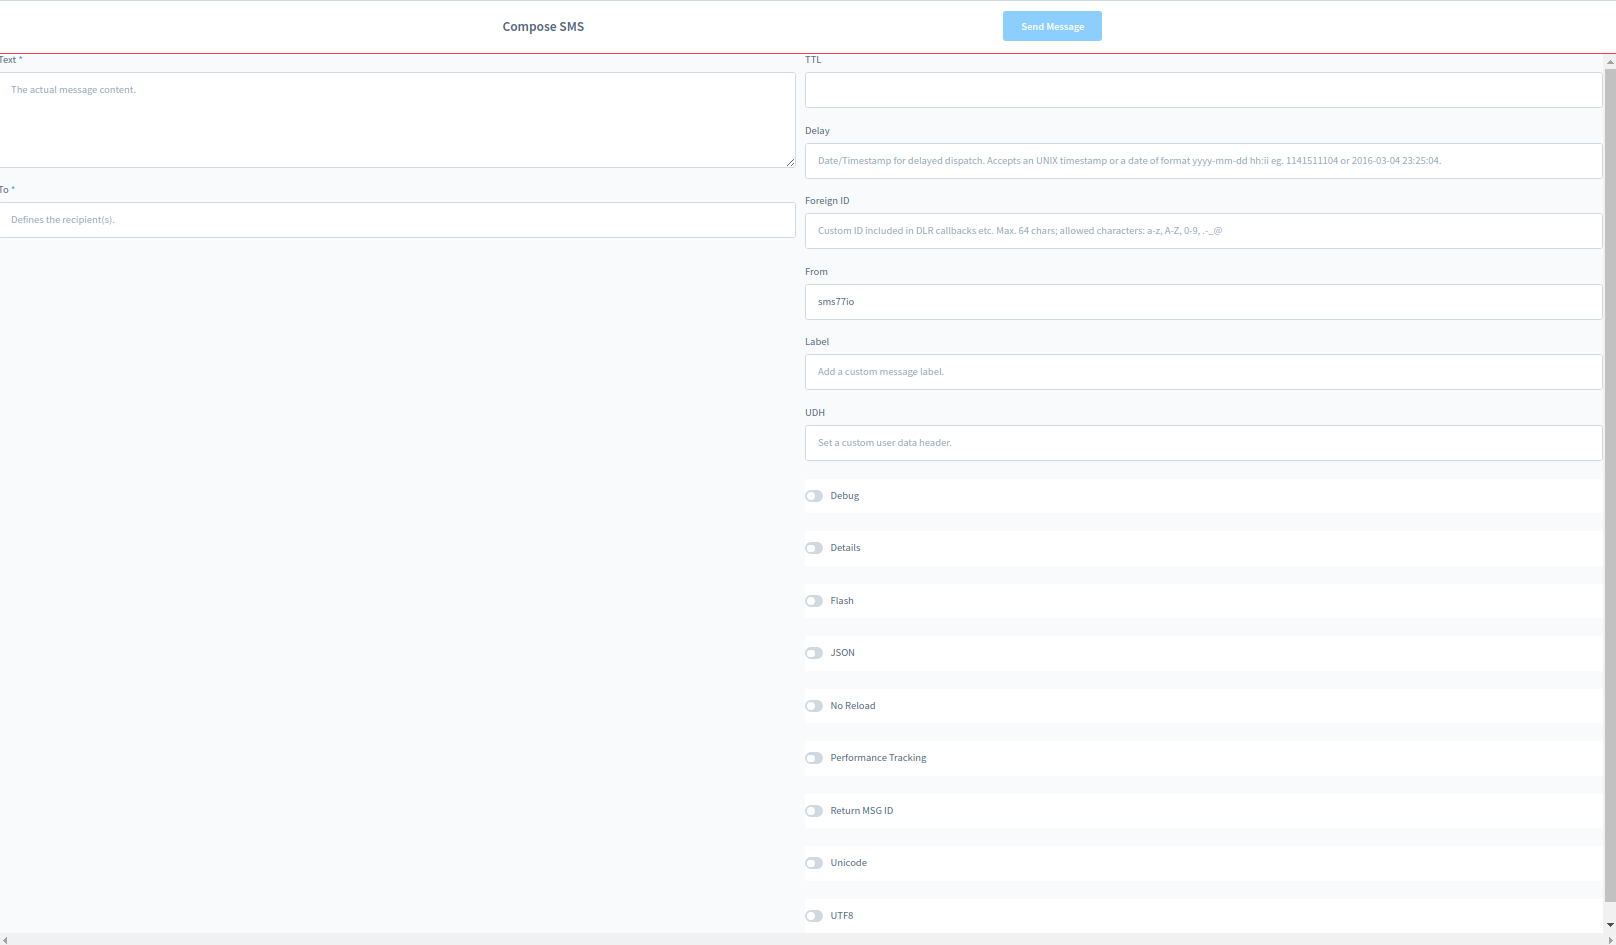 Compose SMS
Send Message
Text *
The actual message content.
To *
Defines the recipient(s).
TTL
Delay
Date/Timestamp for delayed dispatch. Accepts an UNIX timestamp or a date of format yyyy-mm-dd hh:ii eg. 1141511104 or 2016-03-04 23:25:04.
Foreign ID
Custom ID included in DLR callbacks etc. Max. 64 chars; allowed characters: a-z, A-Z, 0-9, .-_@
From
sms77io
Label
Add a custom message label.
UDH
Set a custom user data header.
Debug
Details
Flash
JSON
No Reload
Performance Tracking
Return MSG ID
Unicode
UTF8